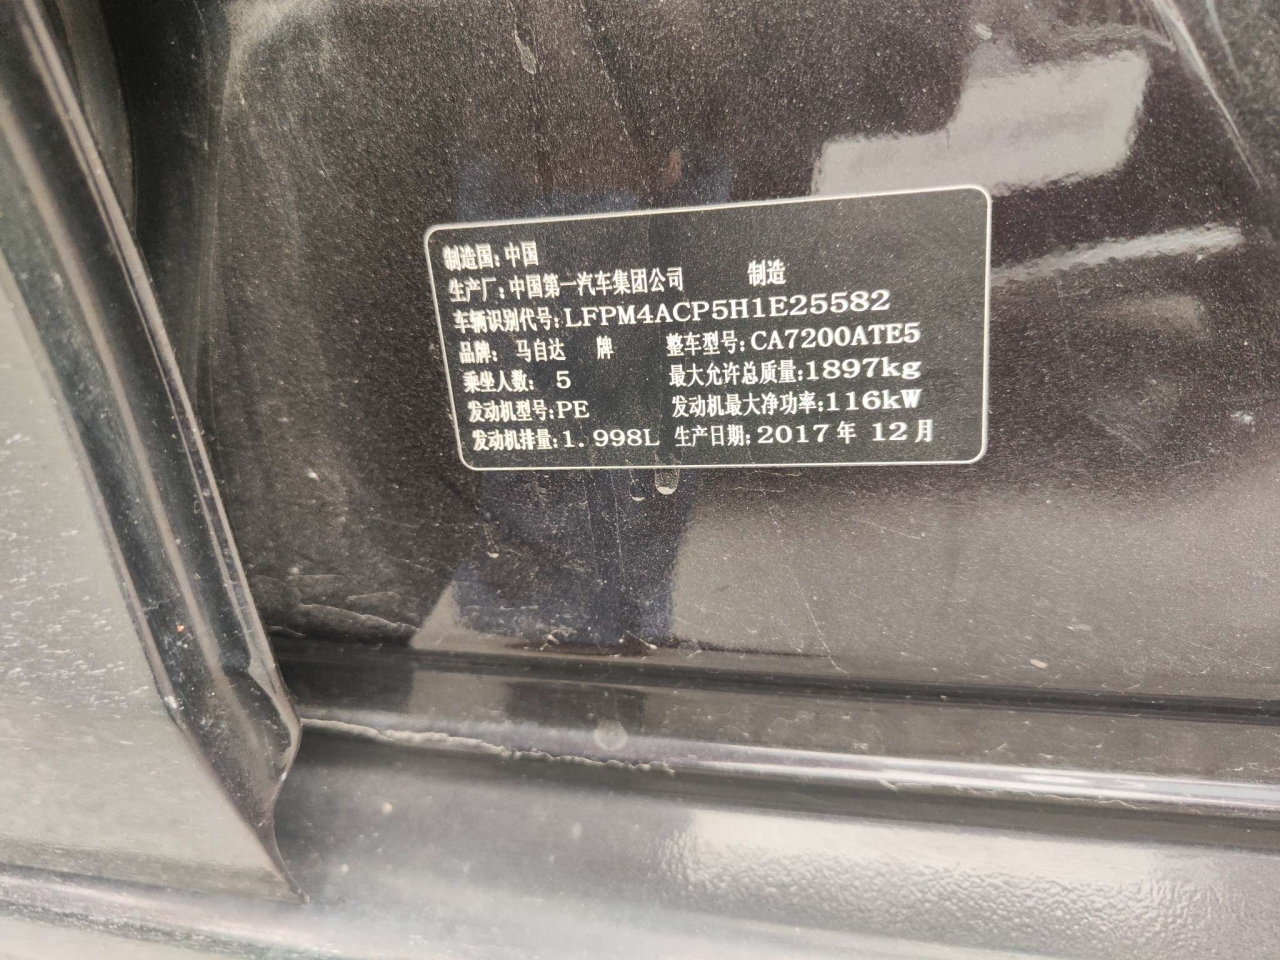 制造国:中国
生产厂:中国第一汽车集团公司 制造
车辆识别代号:LFPM4ACP5H1E25582
品牌: 马自达 牌 整车型号:CA7200ATE5
乘坐人数: 5 最大允许总质量:1897kg
发动机型号:PE 发动机最大净功率:116kW
发动机排量:1.998L 生产日期:2017年 12月